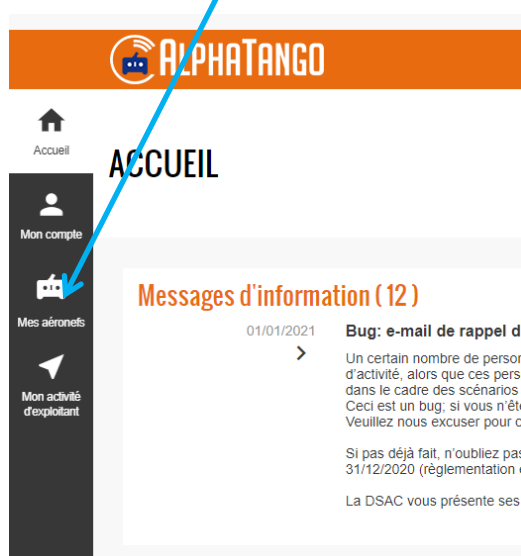 ALPHATANGO
Accueil
ACCUEIL
Mon compte
Mes aéronefs
Mon activité
d'exploitant
Messages d'information ( 12 )
01/01/2021
Bug: e-mail de rappel d
Un certain nombre de person
d'activité, alors que ces pers
dans le cadre des scénarios
Ceci est un bug; si vous n'ête
Veuillez nous excuser pour c
Si pas déjà fait, n'oubliez pas
31/12/2020 (règlementation e
La DSAC vous présente ses